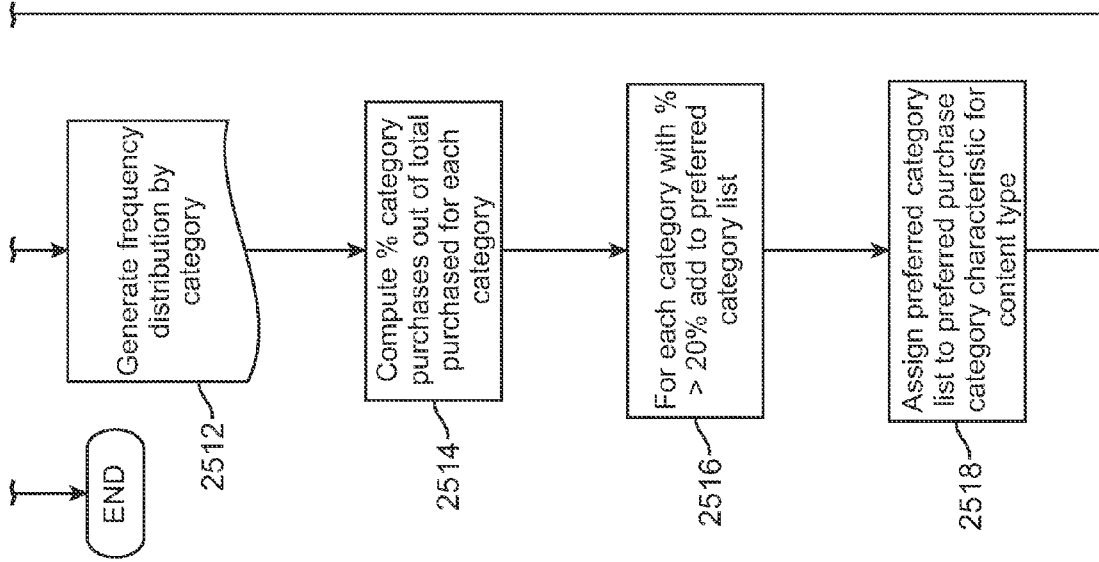 END
Generate frequency
distribution by
category
2512
Compute % category
purchases out of total
purchased for each
category
2514
For each category with %
> 20% add to preferred
category list
2516
Assign preferred category
list to preferred purchase
category characteristic for
content type
2518